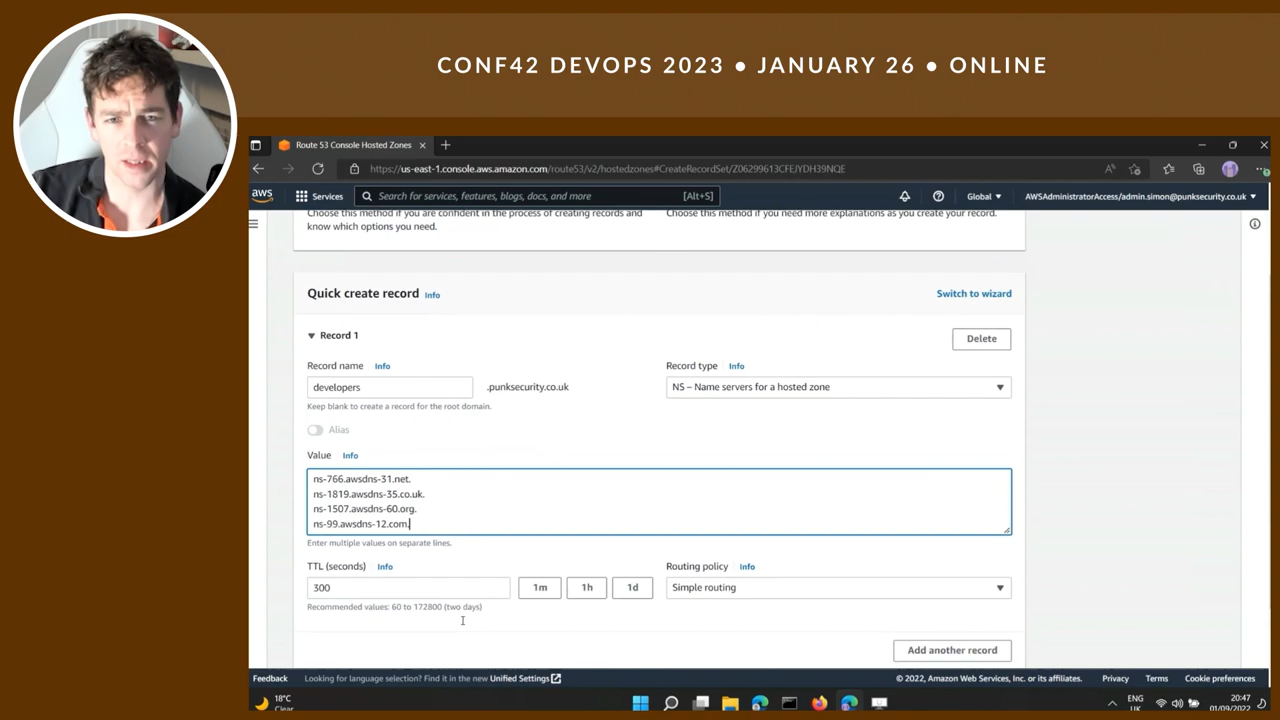 CONF42 DEVOPS 2023 • JANUARY 26 • ONLINE
Route 53 Console Hosted Zones
https://us-east-1.console.aws.amazon.com/route53/v2/hostedzones#CreateRecordSet/Z06299613CFEJYDH39NQE
aws Services Search for services, features, blogs, docs, and more [Alt+S] Global AWSAdministratorAccess/admin.simon@punksecurity.co.uk
Choose this method if you are confident in the process of creating records and know which options you need.
Choose this method if you need more explanations as you create your record.
Quick create record Info Switch to wizard
Record 1 Delete
Record name Info Record type Info
developers .punksecurity.co.uk NS – Name servers for a hosted zone
Keep blank to create a record for the root domain.
Alias
Value Info
ns-766.awsdns-31.net.
ns-1819.awsdns-35.co.uk.
ns-1507.awsdns-60.org.
ns-99.awsdns-12.com.
Enter multiple values on separate lines.
TTL (seconds) Info Routing policy Info
300 1m 1h 1d Simple routing
Recommended values: 60 to 172800 (two days)
Add another record
Feedback Looking for language selection? Find it in the new Unified Settings © 2022, Amazon Web Services, Inc. or its affiliates. Privacy Terms Cookie preferences
18°C ENG 20:47
Clear UK 01/09/2022